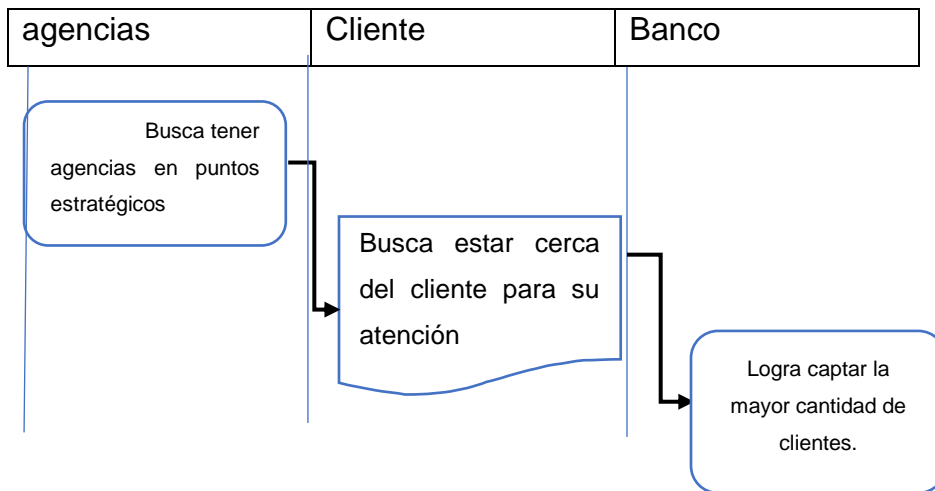 agencias
Cliente
Banco
Busca tener
agencias en puntos
estratégicos
Busca estar cerca
del cliente para su
atención
Logra captar la
mayor cantidad de
clientes.